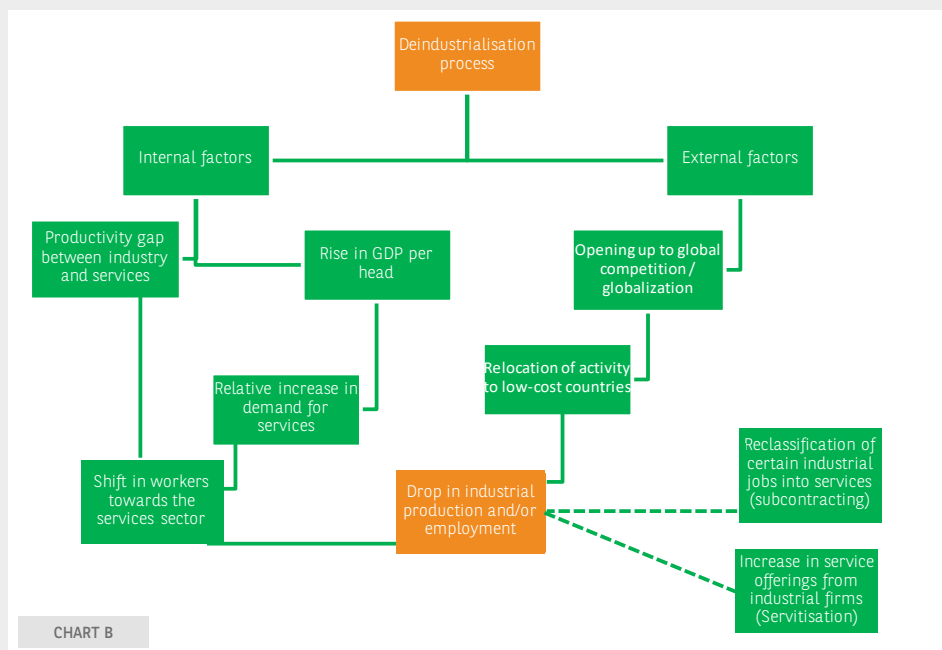 Deindustrialisation
process
Internal factors
External factors
Productivity gap
between industry
and services
Rise in GDP per
head
Opening up to global
competition /
globalization
Relocation of activity
to low-cost countries
Relative increase in
demand for
services
Shift in workers
towards the
services sector
Drop in industrial
production and/or
employment
Reclassification of
certain industrial
jobs into services
(subcontracting)
Increase in service
offerings from
industrial firms
(Servitisation)
CHART B